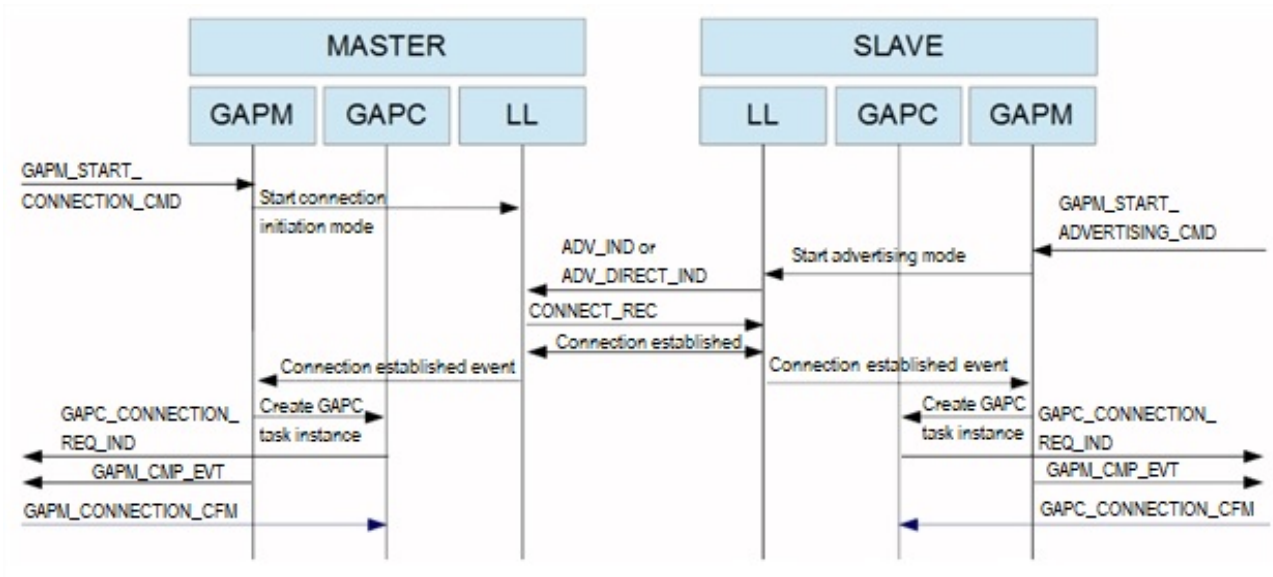 MASTER
SLAVE
GAPM
GAPC
LL
LL
GAPC
GAPM
GAPM_START_
CONNECTION_CMD
Start connection
initiation mode
GAPM_START_
ADVERTISING_CMD
Start advertising mode
ADV_IND or
ADV_DIRECT_IND
CONNECT_REC
Connection established
Connection established event
Connection established event
GAPC_CONNECTION_
REQ_IND
Create GAPC
task instance
Create GAPC
task instance
GAPC_CONNECTION_
REQ_IND
GAPM_CMP_EVT
GAPM_CMP_EVT
GAPM_CONNECTION_CFM
GAPC_CONNECTION_CFM